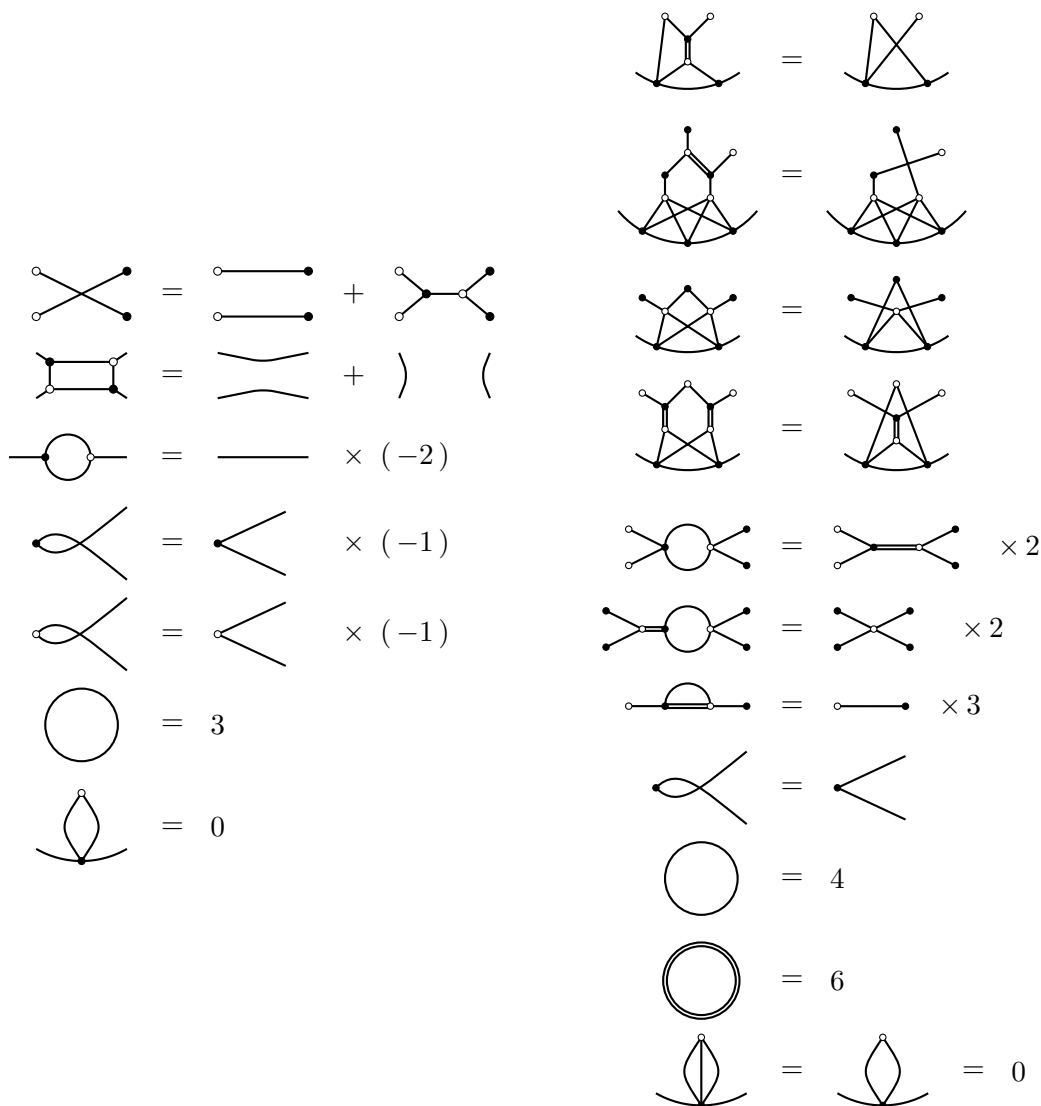 =
=
= +
= +
= × (−2)
= × (−1)
= × (−1)
= 3
= 0
=
=
= × 2
= × 2
= × 3
=
= 4
= 6
= = 0